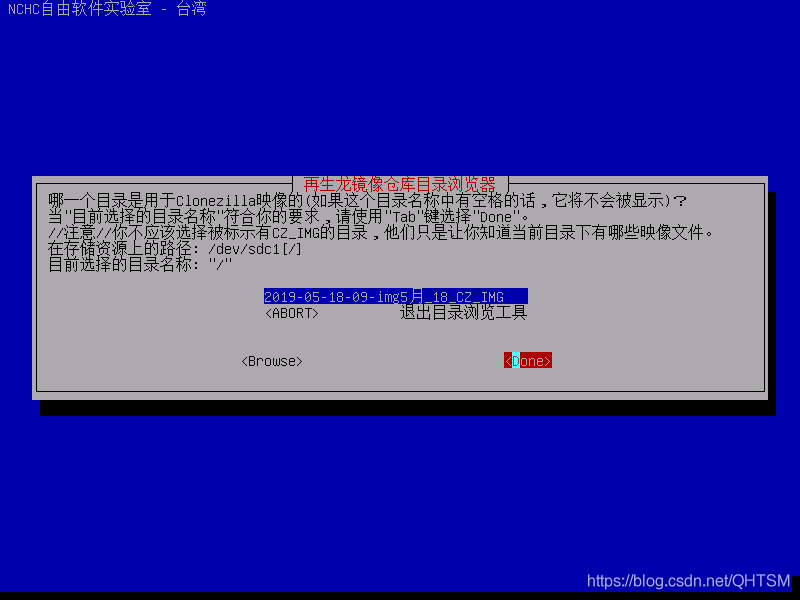 NCHC自由软件实验室 - 台湾
再生龙镜像仓库目录浏览器
哪一个目录是用于Clonezilla映像的(如果这个目录名称中有空格的话，它将不会被显示)？
当"目前选择的目录名称"符合你的要求，请使用"Tab"键选择"Done"。
//注意//你不应该选择被标示有CZ_IMG的目录，他们只是让你知道当前目录下有哪些映像文件。
在存储资源上的路径: /dev/sdc1[/]
目前选择的目录名称: "/"
2019-05-18-09-img5月_18_CZ_IMG
<ABORT> 退出目录浏览工具
<Browse> <Done>
https://blog.csdn.net/QHTSM